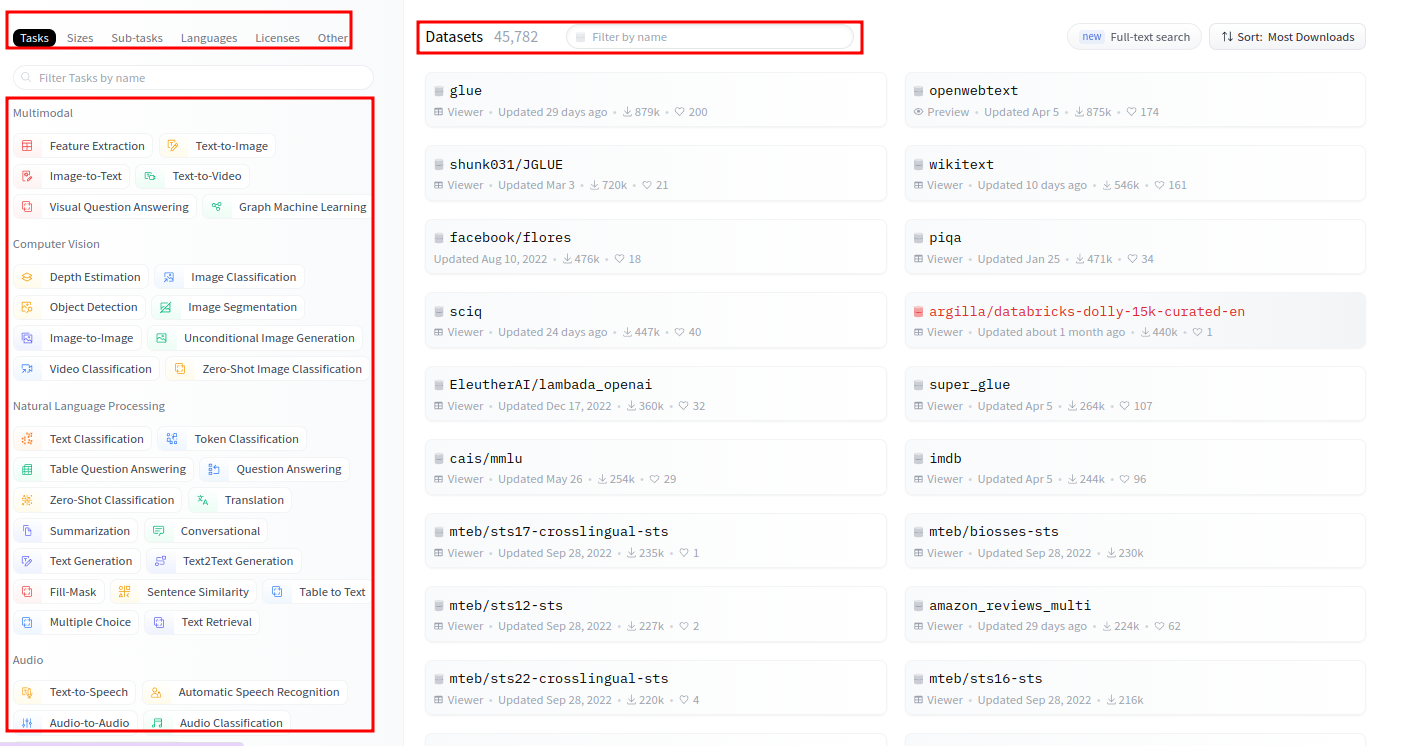 Tasks Sizes Sub-tasks Languages Licenses Other
Filter Tasks by name
Multimodal
Feature Extraction Text-to-Image
Image-to-Text Text-to-Video
Visual Question Answering Graph Machine Learning
Computer Vision
Depth Estimation Image Classification
Object Detection Image Segmentation
Image-to-Image Unconditional Image Generation
Video Classification Zero-Shot Image Classification
Natural Language Processing
Text Classification Token Classification
Table Question Answering Question Answering
Zero-Shot Classification Translation
Summarization Conversational
Text Generation Text2Text Generation
Fill-Mask Sentence Similarity Table to Text
Multiple Choice Text Retrieval
Audio
Text-to-Speech Automatic Speech Recognition
Audio-to-Audio Audio Classification
Datasets 45,782 Filter by name new Full-text search Sort: Most Downloads
glue
Viewer • Updated 29 days ago • 879k • 200
openwebtext
Preview • Updated Apr 5 • 875k • 174
shunk031/JGLUE
Viewer • Updated Mar 3 • 720k • 21
wikitext
Viewer • Updated 10 days ago • 546k • 161
facebook/flores
Updated Aug 10, 2022 • 476k • 18
piqa
Viewer • Updated Jan 25 • 471k • 34
sciq
Viewer • Updated 24 days ago • 447k • 40
argilla/databricks-dolly-15k-curated-en
Viewer • Updated about 1 month ago • 440k • 1
EleutherAI/lambada_openai
Viewer • Updated Dec 17, 2022 • 360k • 32
super_glue
Viewer • Updated Apr 5 • 264k • 107
cais/mmlu
Viewer • Updated May 26 • 254k • 29
imdb
Viewer • Updated Apr 5 • 244k • 96
mteb/sts17-crosslingual-sts
Viewer • Updated Sep 28, 2022 • 235k • 1
mteb/biosses-sts
Viewer • Updated Sep 28, 2022 • 230k
mteb/sts12-sts
Viewer • Updated Sep 28, 2022 • 227k • 2
amazon_reviews_multi
Viewer • Updated 29 days ago • 224k • 62
mteb/sts22-crosslingual-sts
Viewer • Updated Sep 28, 2022 • 220k • 4
mteb/sts16-sts
Viewer • Updated Sep 28, 2022 • 216k